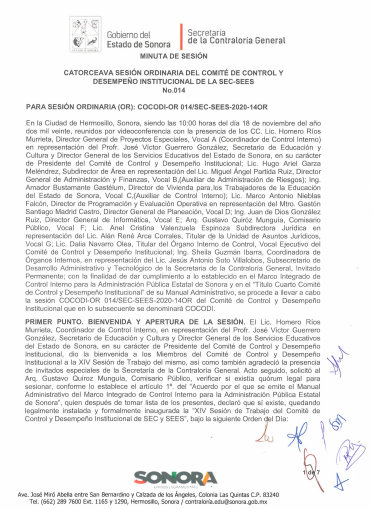 Gobierno del
Estado de Sonora
Secretaría
de la Contraloría General
MINUTA DE SESIÓN
CATORCEAVA SESIÓN ORDINARIA DEL COMITÉ DE CONTROL Y
DESEMPEÑO INSTITUCIONAL DE LA SEC-SEES
No.014
PARA SESIÓN ORDINARIA (OR): COCODI-OR 014/SEC-SEES-2020-14OR
En la Ciudad de Hermosillo, Sonora, siendo las 10:00 horas del día 18 de noviembre del año
dos mil veinte, reunidos por videoconferencia con la presencia de los CC. Lic. Homero Ríos
Murrieta, Director General de Proyectos Especiales, Vocal A (Coordinador de Control Interno)
en representación del Prof. José Víctor Guerrero González, Secretario de Educación y
Cultura y Director General de los Servicios Educativos del Estado de Sonora, en su carácter
de Presidente del Comité de Control y Desempeño Institucional; Lic. Hugo Ariel Garza
Meléndrez, Subdirector de Área en representación del Lic. Miguel Ángel Partida Ruiz, Director
General de Administración y Finanzas, Vocal B,(Auxiliar de Administración de Riesgos); Ing.
Amador Bustamante Gastélum, Director de Vivienda para los Trabajadores de la Educación
del Estado de Sonora, Vocal C,(Auxiliar de Control Interno); Lic. Marco Antonio Nieblas
Falcón, Director de Programación y Evaluación Operativa en representación del Mtro. Gastón
Santiago Madrid Castro, Director General de Planeación, Vocal D; Ing. Juan de Dios González
Ruiz, Director General de Informática, Vocal E; Arq. Gustavo Quiróz Munguía, Comisario
Público, Vocal F; Lic. Anel Cristina Valenzuela Espinoza Subdirectora Jurídica en
representación del Lic. Alán René Arce Corrales, Titular de la Unidad de Asuntos Jurídicos,
Vocal G; Lic. Dalia Navarro Olea, Titular del Órgano Interno de Control, Vocal Ejecutivo del
Comité de Control y Desempeño Institucional; Ing. Sheila Guzmán Ibarra, Coordinadora de
Órganos Internos, en representación del Lic. Jesús Antonio Soto Villalobos, Subsecretario de
Desarrollo Administrativo y Tecnológico de la Secretaría de la Contraloría General, Invitado
Permanente; con la finalidad de dar cumplimiento a lo establecido en el Marco Integrado de
Control Interno para la Administración Pública Estatal de Sonora y en el "Título Cuarto Comité
de Control y Desempeño Institucional" de su Manual Administrativo, se procede a llevar a cabo
la sesión COCODI-OR 014/SEC-SEES-2020-14OR del Comité de Control y Desempeño
Institucional que en lo subsecuente se denominará COCODI.
PRIMER PUNTO. BIENVENIDA Y APERTURA DE LA SESIÓN. El Lic. Homero Ríos
Murrieta, Coordinador de Control Interno, en representación del Prof. José Víctor Guerrero
González, Secretario de Educación y Cultura y Director General de los Servicios Educativos
del Estado de Sonora, en su carácter de Presidente del Comité de Control y Desempeño
Institucional, dio la bienvenida a los Miembros del Comité de Control y Desempeño
Institucional a la XIV Sesión de Trabajo del mismo, así como también agradeció la presencia
de invitados especiales de la Secretaría de la Contraloría General. Acto seguido, solicitó al
Arq. Gustavo Quiroz Munguía, Comisario Público, verificar si existía quórum legal para
sesionar, conforme lo establece el artículo 1º. del "Acuerdo por el que se emite el Manual
Administrativo del Marco Integrado de Control Interno para la Administración Pública Estatal
de Sonora", quien después de tomar lista de los presentes, declaró que sí existe, quedando
legalmente instalada y formalmente inaugurada la "XIV Sesión de Trabajo del Comité de
Control y Desempeño Institucional de SEC y SEES", bajo lo siguiente Orden del Día:
1 de 7
SONORA
Ave. José Miró Abella entre San Bernardino y Calzada de los Ángeles, Colonia Las Quintas C.P. 83240
Tel. (662) 289 7600 Ext. 1165 y 1290, Hermosillo, Sonora / contraloria.edu@sonora.gob.mx